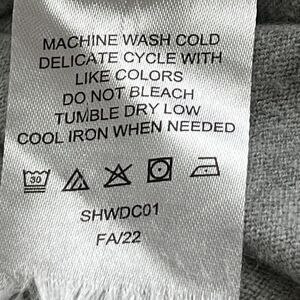 MACHINE WASH COLD
DELICATE CYCLE WITH
LIKE COLORS
DO NOT BLEACH
TUMBLE DRY LOW
COOL IRON WHEN NEEDED
30
SHWDC01
FA/22